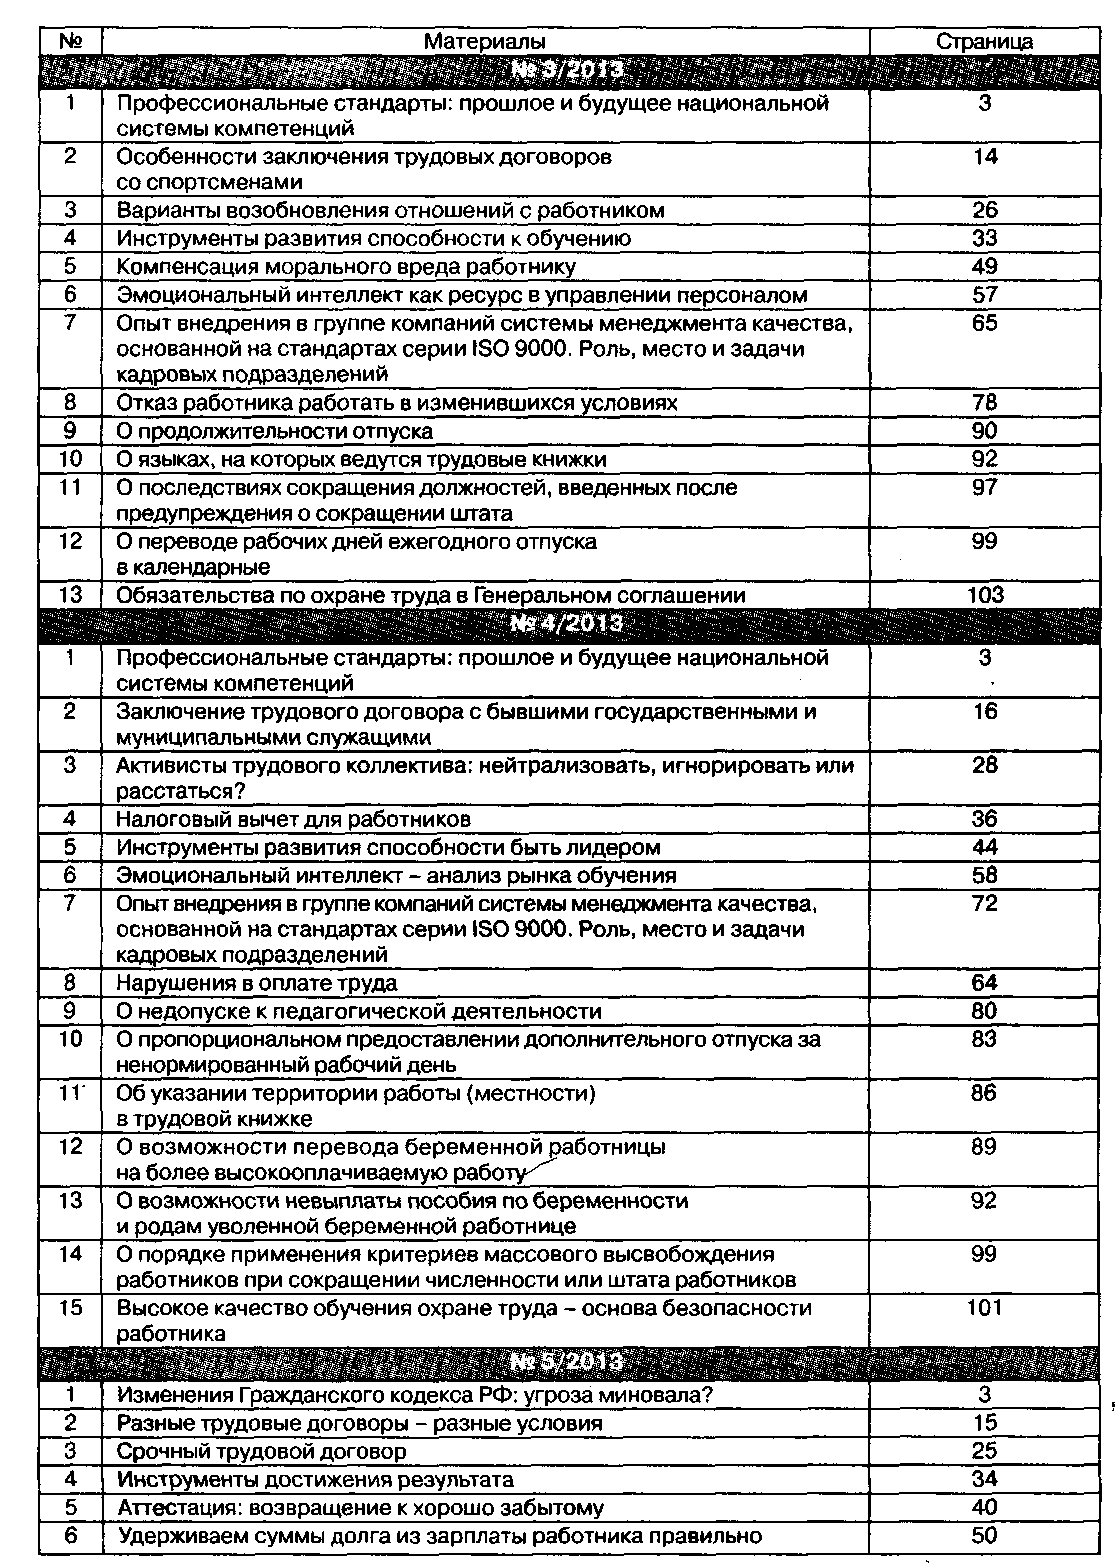 № Материалы Страница
№ 3/2013
1 Профессиональные стандарты: прошлое и будущее национальной 3
системы компетенций
2 Особенности заключения трудовых договоров 14
со спортсменами
3 Варианты возобновления отношений с работником 26
4 Инструменты развития способности к обучению 33
5 Компенсация морального вреда работнику 49
6 Эмоциональный интеллект как ресурс в управлении персоналом 57
7 Опыт внедрения в группе компаний системы менеджмента качества, 65
основанной на стандартах серии ISO 9000. Роль, место и задачи
кадровых подразделений
8 Отказ работника работать в изменившихся условиях 78
9 О продолжительности отпуска 90
10 О языках, на которых ведутся трудовые книжки 92
11 О последствиях сокращения должностей, введенных после 97
предупреждения о сокращении штата
12 О переводе рабочих дней ежегодного отпуска 99
в календарные
13 Обязательства по охране труда в Генеральном соглашении 103
№ 4/2013
1 Профессиональные стандарты: прошлое и будущее национальной 3
системы компетенций
2 Заключение трудового договора с бывшими государственными и 16
муниципальными служащими
3 Активисты трудового коллектива: нейтрализовать, игнорировать или 28
расстаться?
4 Налоговый вычет для работников 36
5 Инструменты развития способности быть лидером 44
6 Эмоциональный интеллект – анализ рынка обучения 58
7 Опыт внедрения в группе компаний системы менеджмента качества, 72
основанной на стандартах серии ISO 9000. Роль, место и задачи
кадровых подразделений
8 Нарушения в оплате труда 64
9 О недопуске к педагогической деятельности 80
10 О пропорциональном предоставлении дополнительного отпуска за 83
ненормированный рабочий день
11 Об указании территории работы (местности) 86
в трудовой книжке
12 О возможности перевода беременной работницы 89
на более высокооплачиваемую работу
13 О возможности невыплаты пособия по беременности 92
и родам уволенной беременной работнице
14 О порядке применения критериев массового высвобождения 99
работников при сокращении численности или штата работников
15 Высокое качество обучения охране труда – основа безопасности 101
работника
№ 5/2013
1 Изменения Гражданского кодекса РФ: угроза миновала? 3
2 Разные трудовые договоры – разные условия 15
3 Срочный трудовой договор 25
4 Инструменты достижения результата 34
5 Аттестация: возвращение к хорошо забытому 40
6 Удерживаем суммы долга из зарплаты работника правильно 50